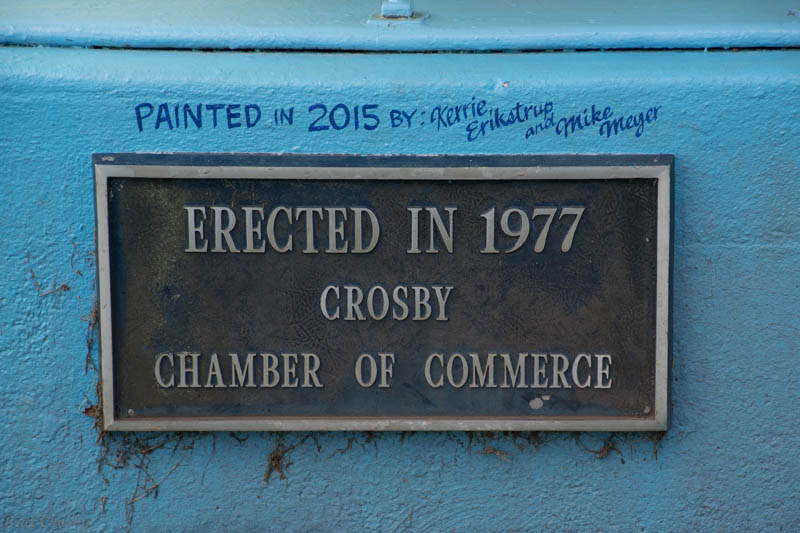 PAINTED IN 2015 BY: Kerrie Erikstrup and Mike Meyer
ERECTED IN 1977
CROSBY
CHAMBER OF COMMERCE